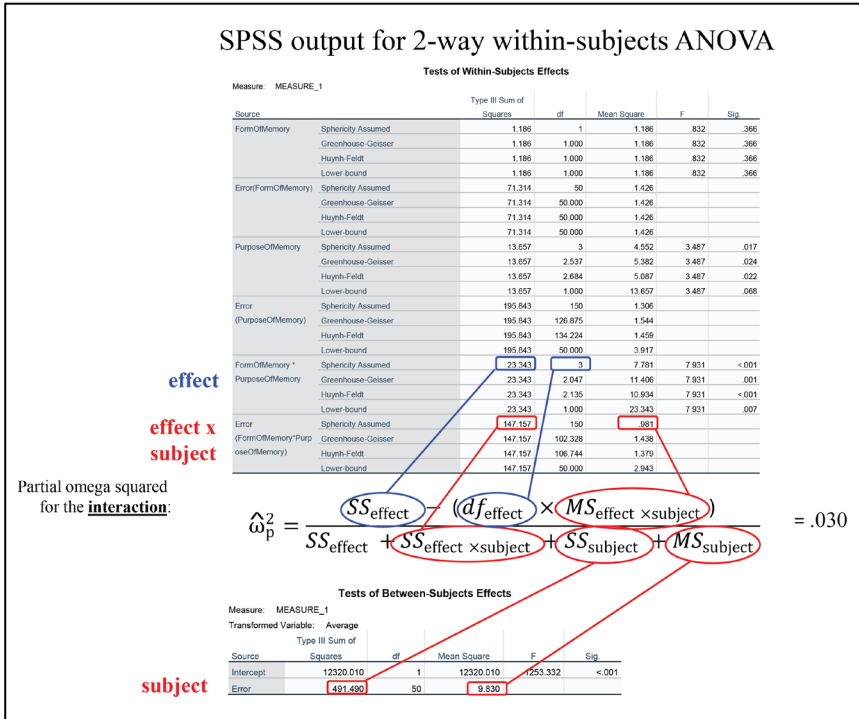 SPSS output for 2-way within-subjects ANOVA
Tests of Within-Subjects Effects
Measure: MEASURE_1
Source Type III Sum of Squares df Mean Square F Sig.
FormOfMemory Sphericity Assumed 1.186 1 1.186 .832 .366
Greenhouse-Geisser 1.186 1.000 1.186 .832 .366
Huynh-Feldt 1.186 1.000 1.186 .832 .366
Lower-bound 1.186 1.000 1.186 .832 .366
Error(FormOfMemory) Sphericity Assumed 71.314 50 1.426
Greenhouse-Geisser 71.314 50.000 1.426
Huynh-Feldt 71.314 50.000 1.426
Lower-bound 71.314 50.000 1.426
PurposeOfMemory Sphericity Assumed 13.657 3 4.552 3.487 .017
Greenhouse-Geisser 13.657 2.537 5.382 3.487 .024
Huynh-Feldt 13.657 2.684 5.087 3.487 .022
Lower-bound 13.657 1.000 13.657 3.487 .068
Error Sphericity Assumed 195.843 150 1.306
(PurposeOfMemory) Greenhouse-Geisser 195.843 126.875 1.544
Huynh-Feldt 195.843 134.224 1.459
Lower-bound 195.843 50.000 3.917
FormOfMemory * Sphericity Assumed 23.343 3 7.781 7.931 <.001
effect PurposeOfMemory Greenhouse-Geisser 23.343 2.047 11.406 7.931 .001
Huynh-Feldt 23.343 2.135 10.934 7.931 <.001
Lower-bound 23.343 1.000 23.343 7.931 .007
effect x Error Sphericity Assumed 147.157 150 .981
subject (FormOfMemory*Purp Greenhouse-Geisser 147.157 102.328 1.438
oseOfMemory) Huynh-Feldt 147.157 106.744 1.379
Lower-bound 147.157 50.000 2.943
Partial omega squared
for the interaction:
SS_effect − (df_effect × MS_effect ×subject)
ω̂²_p = = .030
SS_effect + SS_effect ×subject + SS_subject + MS_subject
Tests of Between-Subjects Effects
Measure: MEASURE_1
Transformed Variable: Average
Source Type III Sum of Squares df Mean Square F Sig.
Intercept 12320.010 1 12320.010 1253.332 <.001
subject Error 491.490 50 9.830